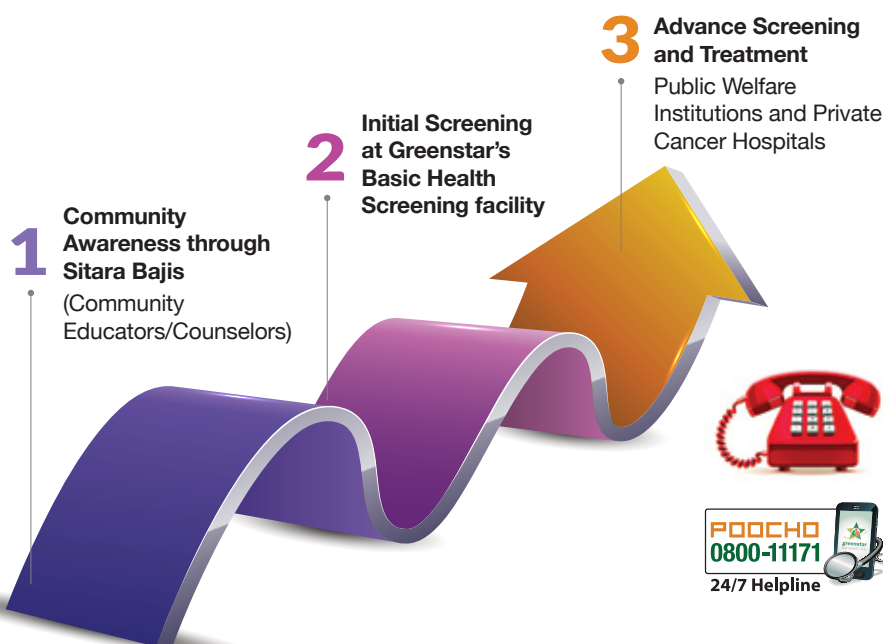 1
Community
Awareness through
Sitara Bajis
(Community
Educators/Counselors)
2
Initial Screening
at Greenstar's
Basic Health
Screening facility
3
Advance Screening
and Treatment
Public Welfare
Institutions and Private
Cancer Hospitals
POOCHO
0800-11171
24/7 Helpline
greenstar